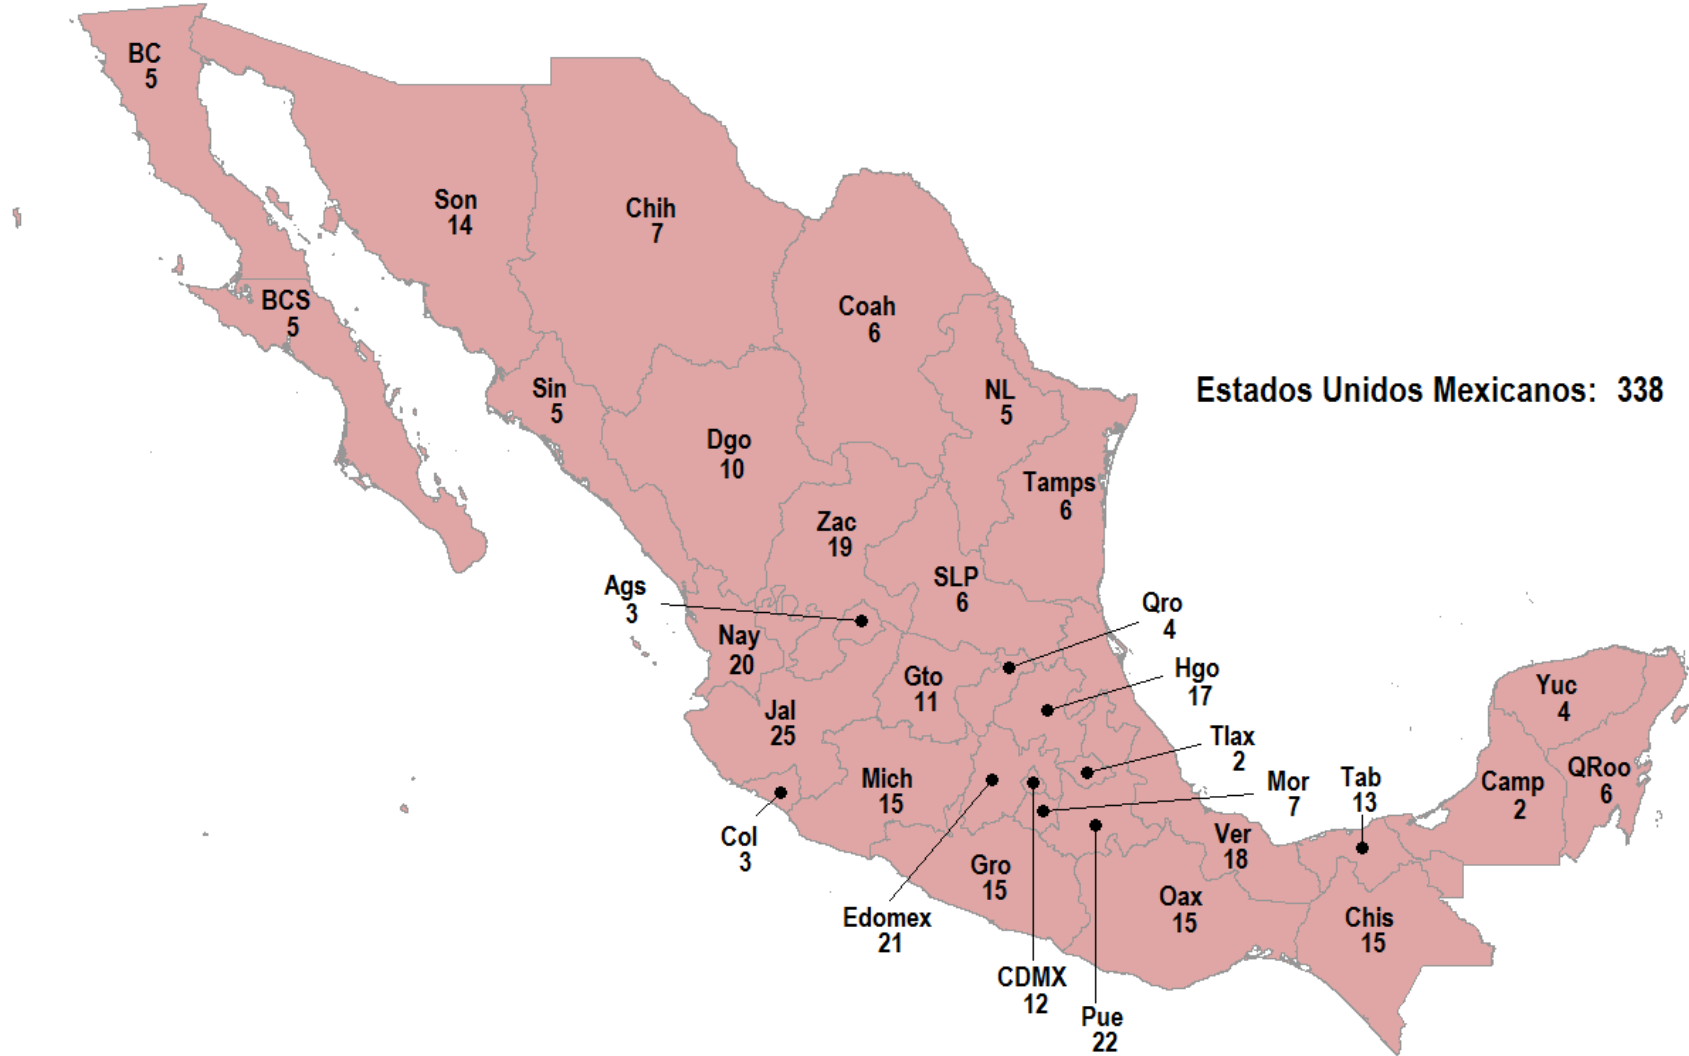 BC
5
Son
14
Chih
7
BCS
5
Coah
6
Sin
5
NL
5
Estados Unidos Mexicanos: 338
Dgo
10
Tamps
6
Zac
19
SLP
6
Ags
3
Qro
4
Nay
20
Hgo
17
Gto
11
Yuc
4
Jal
25
Tlax
2
Mich
15
Mor
7
Tab
13
Camp
2
QRoo
6
Col
3
Ver
18
Gro
15
Oax
15
Edomex
21
Chis
15
CDMX
12
Pue
22